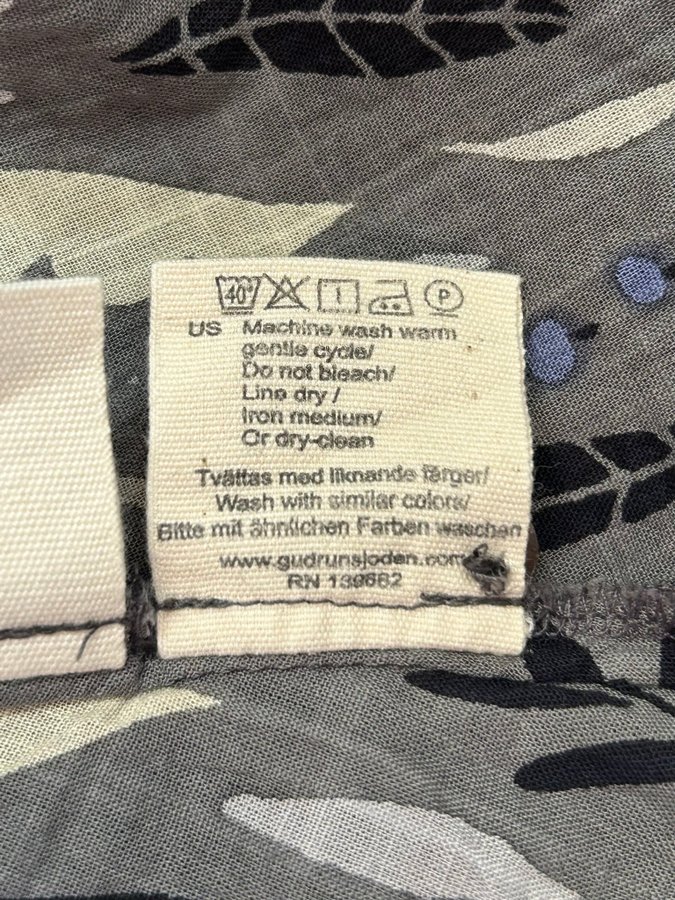 40°
P
US Machine wash warm
gentle cycle/
Do not bleach/
Line dry /
Iron medium/
Or dry-clean
Tvättas med liknande färger/
Wash with similar colors/
Bitte mit ähnlichen Farben waschen
www.gudrunsjoden.com
RN 139662